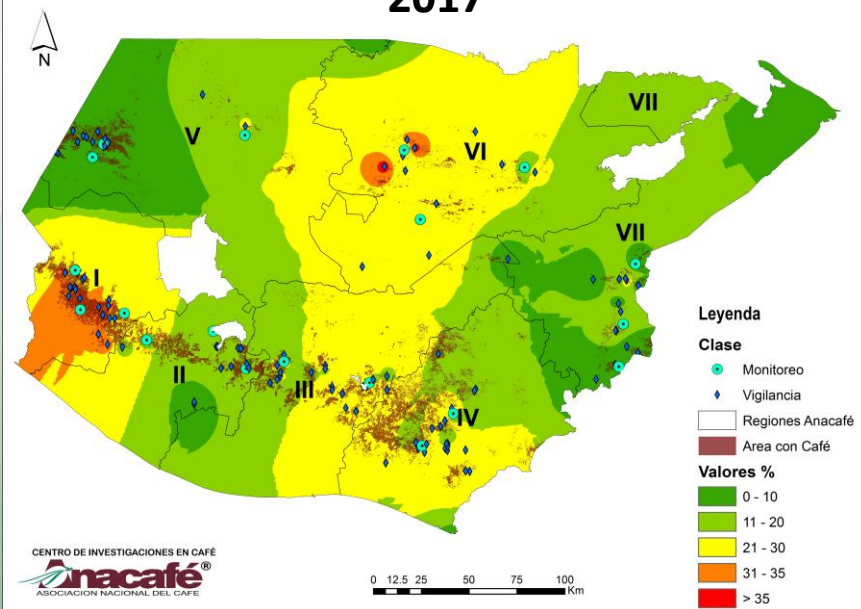 2017
N
V
VI
VII
VII
I
II
III
IV
Leyenda
Clase
Monitoreo
Vigilancia
Regiones Anacafé
Area con Café
Valores %
0 - 10
11 - 20
21 - 30
31 - 35
> 35
CENTRO DE INVESTIGACIONES EN CAFÉ
Anacafé®
ASOCIACION NACIONAL DEL CAFE
0 12.5 25 50 75 100
Km